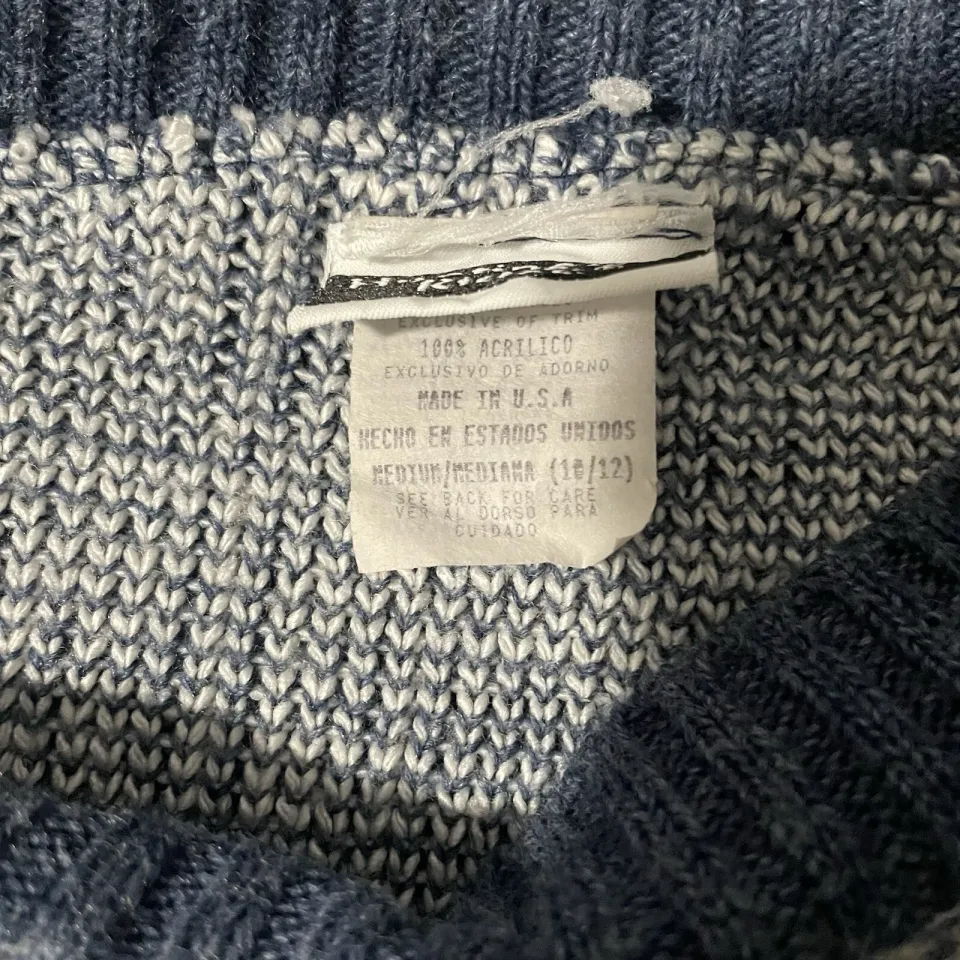 EXCLUSIVE OF TRIM
100% ACRILICO
EXCLUSIVO DE ADORNO
MADE IN U.S.A
HECHO EN ESTADOS UNIDOS
MEDIUM/MEDIANA (10/12)
SEE BACK FOR CARE
VER AL DORSO PARA
CUIDADO